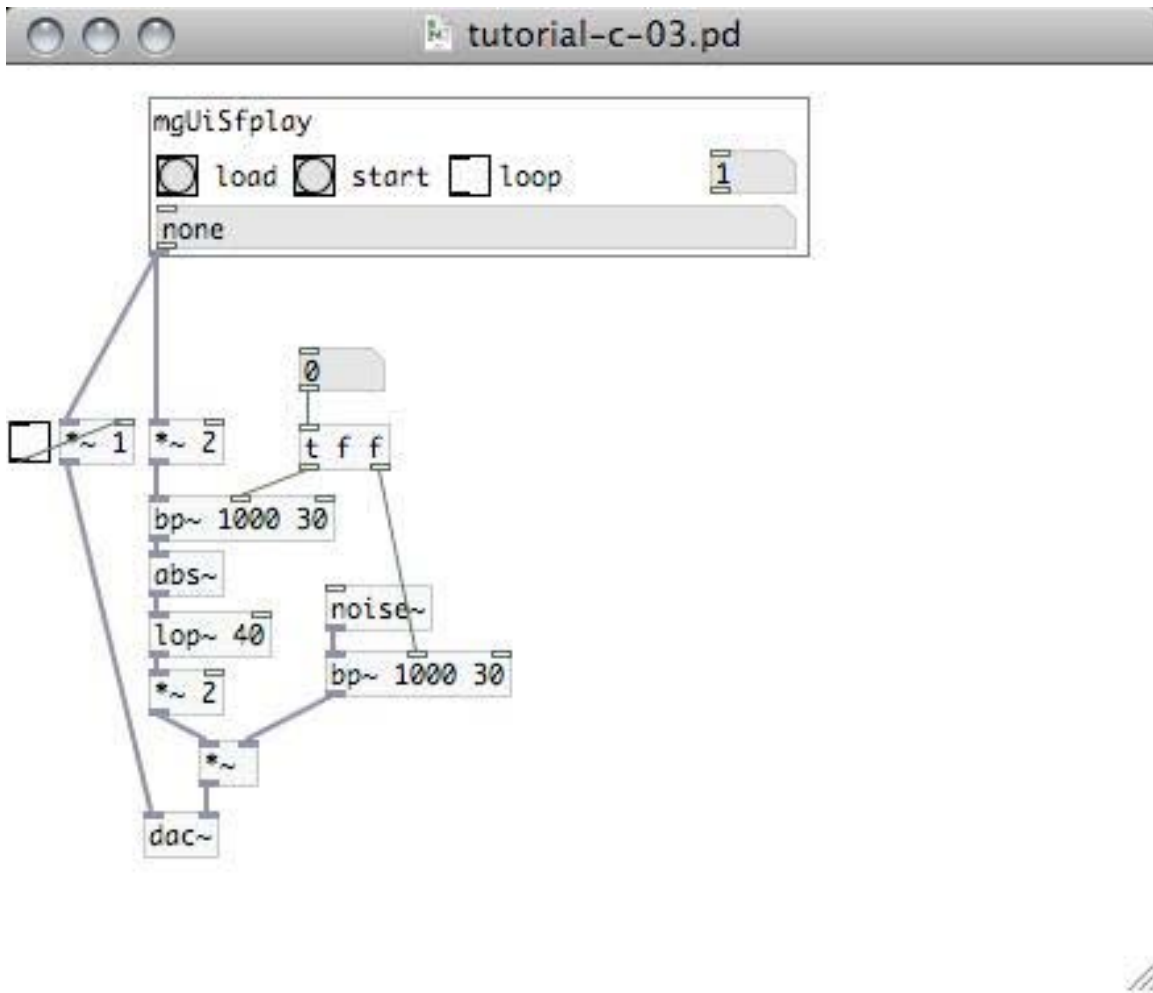 tutorial-c-03.pd
mgUiSfplay
load start loop 1
none
0
*~ 1 *~ 2 t f f
bp~ 1000 30
abs~
noise~
lop~ 40
bp~ 1000 30
*~ 2
*~
dac~